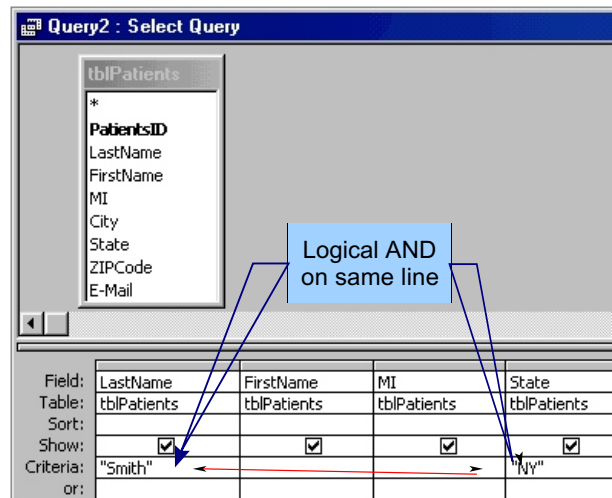 Query2 : Select Query
tblPatients
*
PatientsID
LastName
FirstName
MI
City
State
ZIPCode
E-Mail
Logical AND
on same line
Field: LastName FirstName MI State
Table: tblPatients tblPatients tblPatients tblPatients
Sort:
Show:
Criteria: "Smith" "NY"
or: